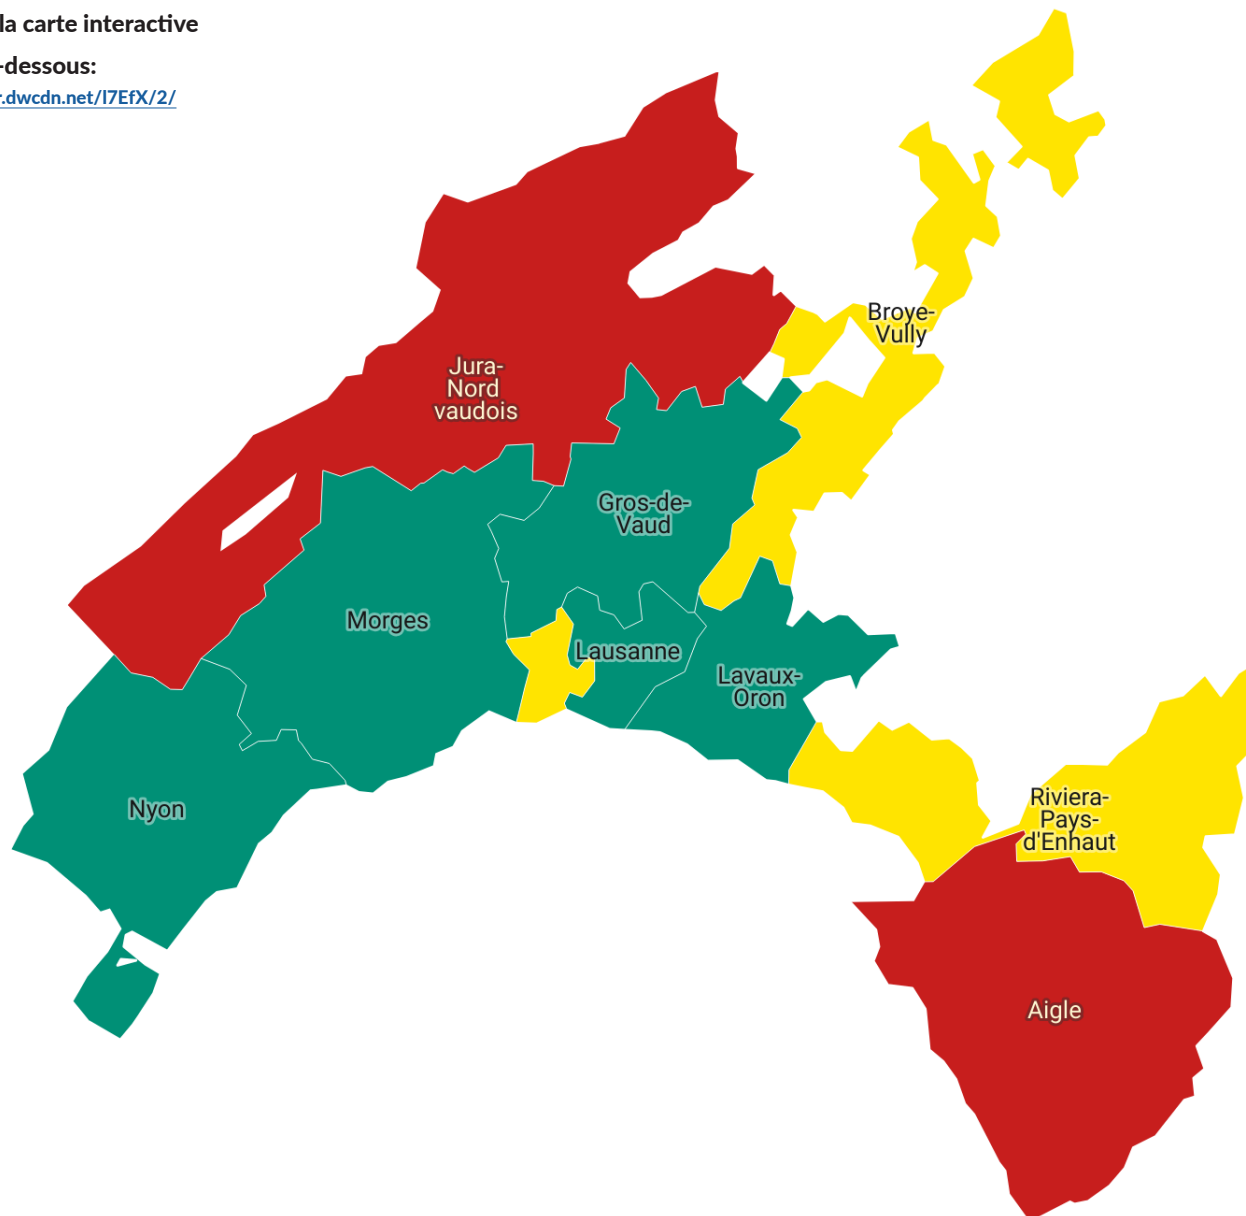 la carte interactive
-dessous:
r.dwcdn.net/l7EfX/2/
Broye-
Vully
Jura-
Nord
vaudois
Gros-de-
Vaud
Morges
Lausanne
Lavaux-
Oron
Nyon
Riviera-
Pays-
d'Enhaut
Aigle